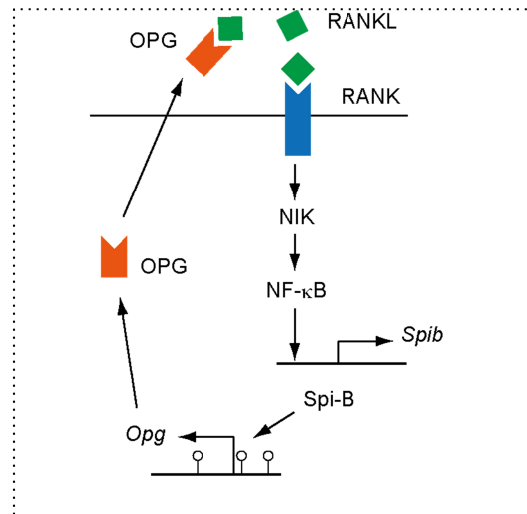 OPG
RANKL
RANK
NIK
OPG
NF-κB
Spib
Spi-B
Opg